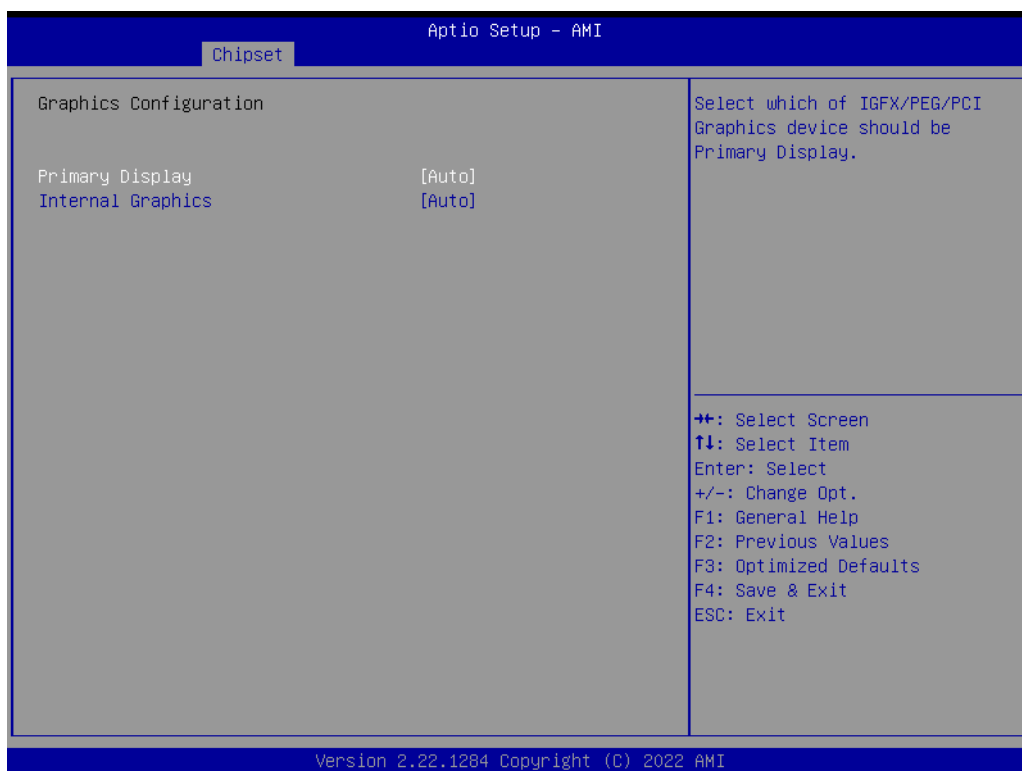 Aptio Setup - AMI
Chipset
Graphics Configuration
Primary Display [Auto]
Internal Graphics [Auto]
Select which of IGFX/PEG/PCI
Graphics device should be
Primary Display.
→←: Select Screen
↑↓: Select Item
Enter: Select
+/-: Change Opt.
F1: General Help
F2: Previous Values
F3: Optimized Defaults
F4: Save & Exit
ESC: Exit
Version 2.22.1284 Copyright (C) 2022 AMI